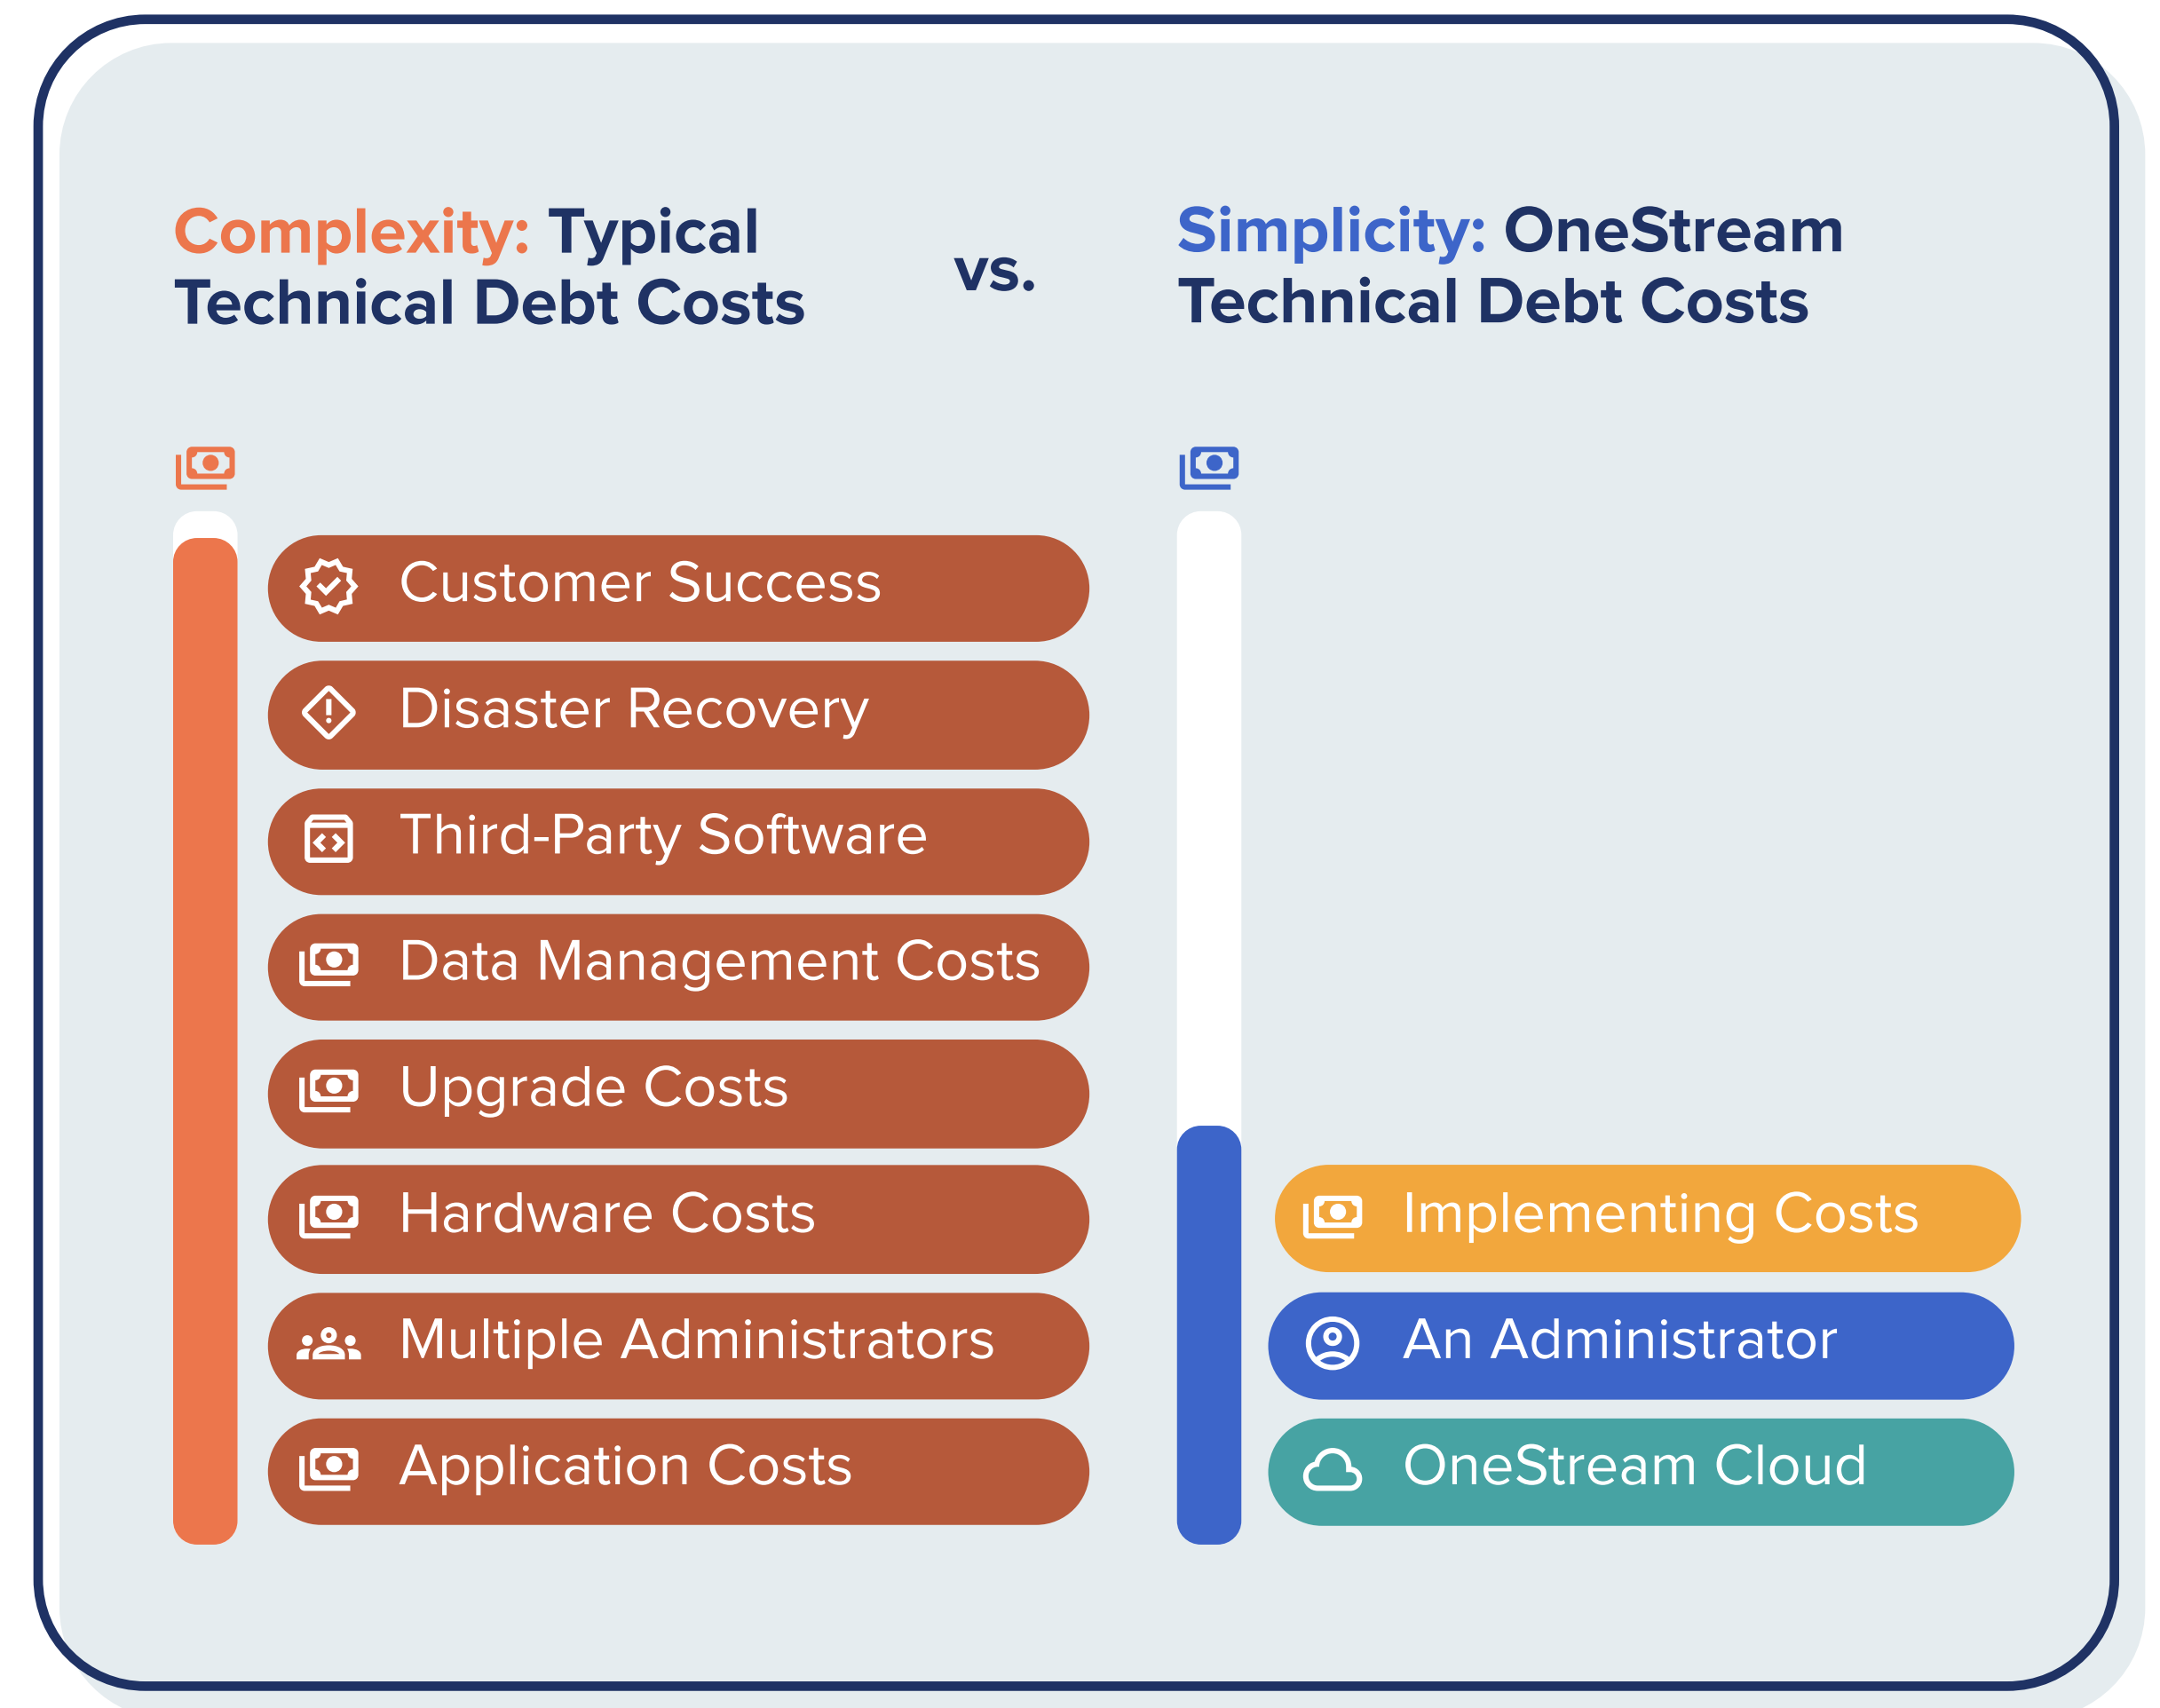 Complexity: Typical
Technical Debt Costs
vs.
Simplicity: OneStream
Technical Debt Costs
Customer Success
Disaster Recovery
Third-Party Software
Data Management Costs
Upgrade Costs
Hardware Costs
Multiple Administrators
Application Costs
Implementing Costs
An Administrator
OneStream Cloud